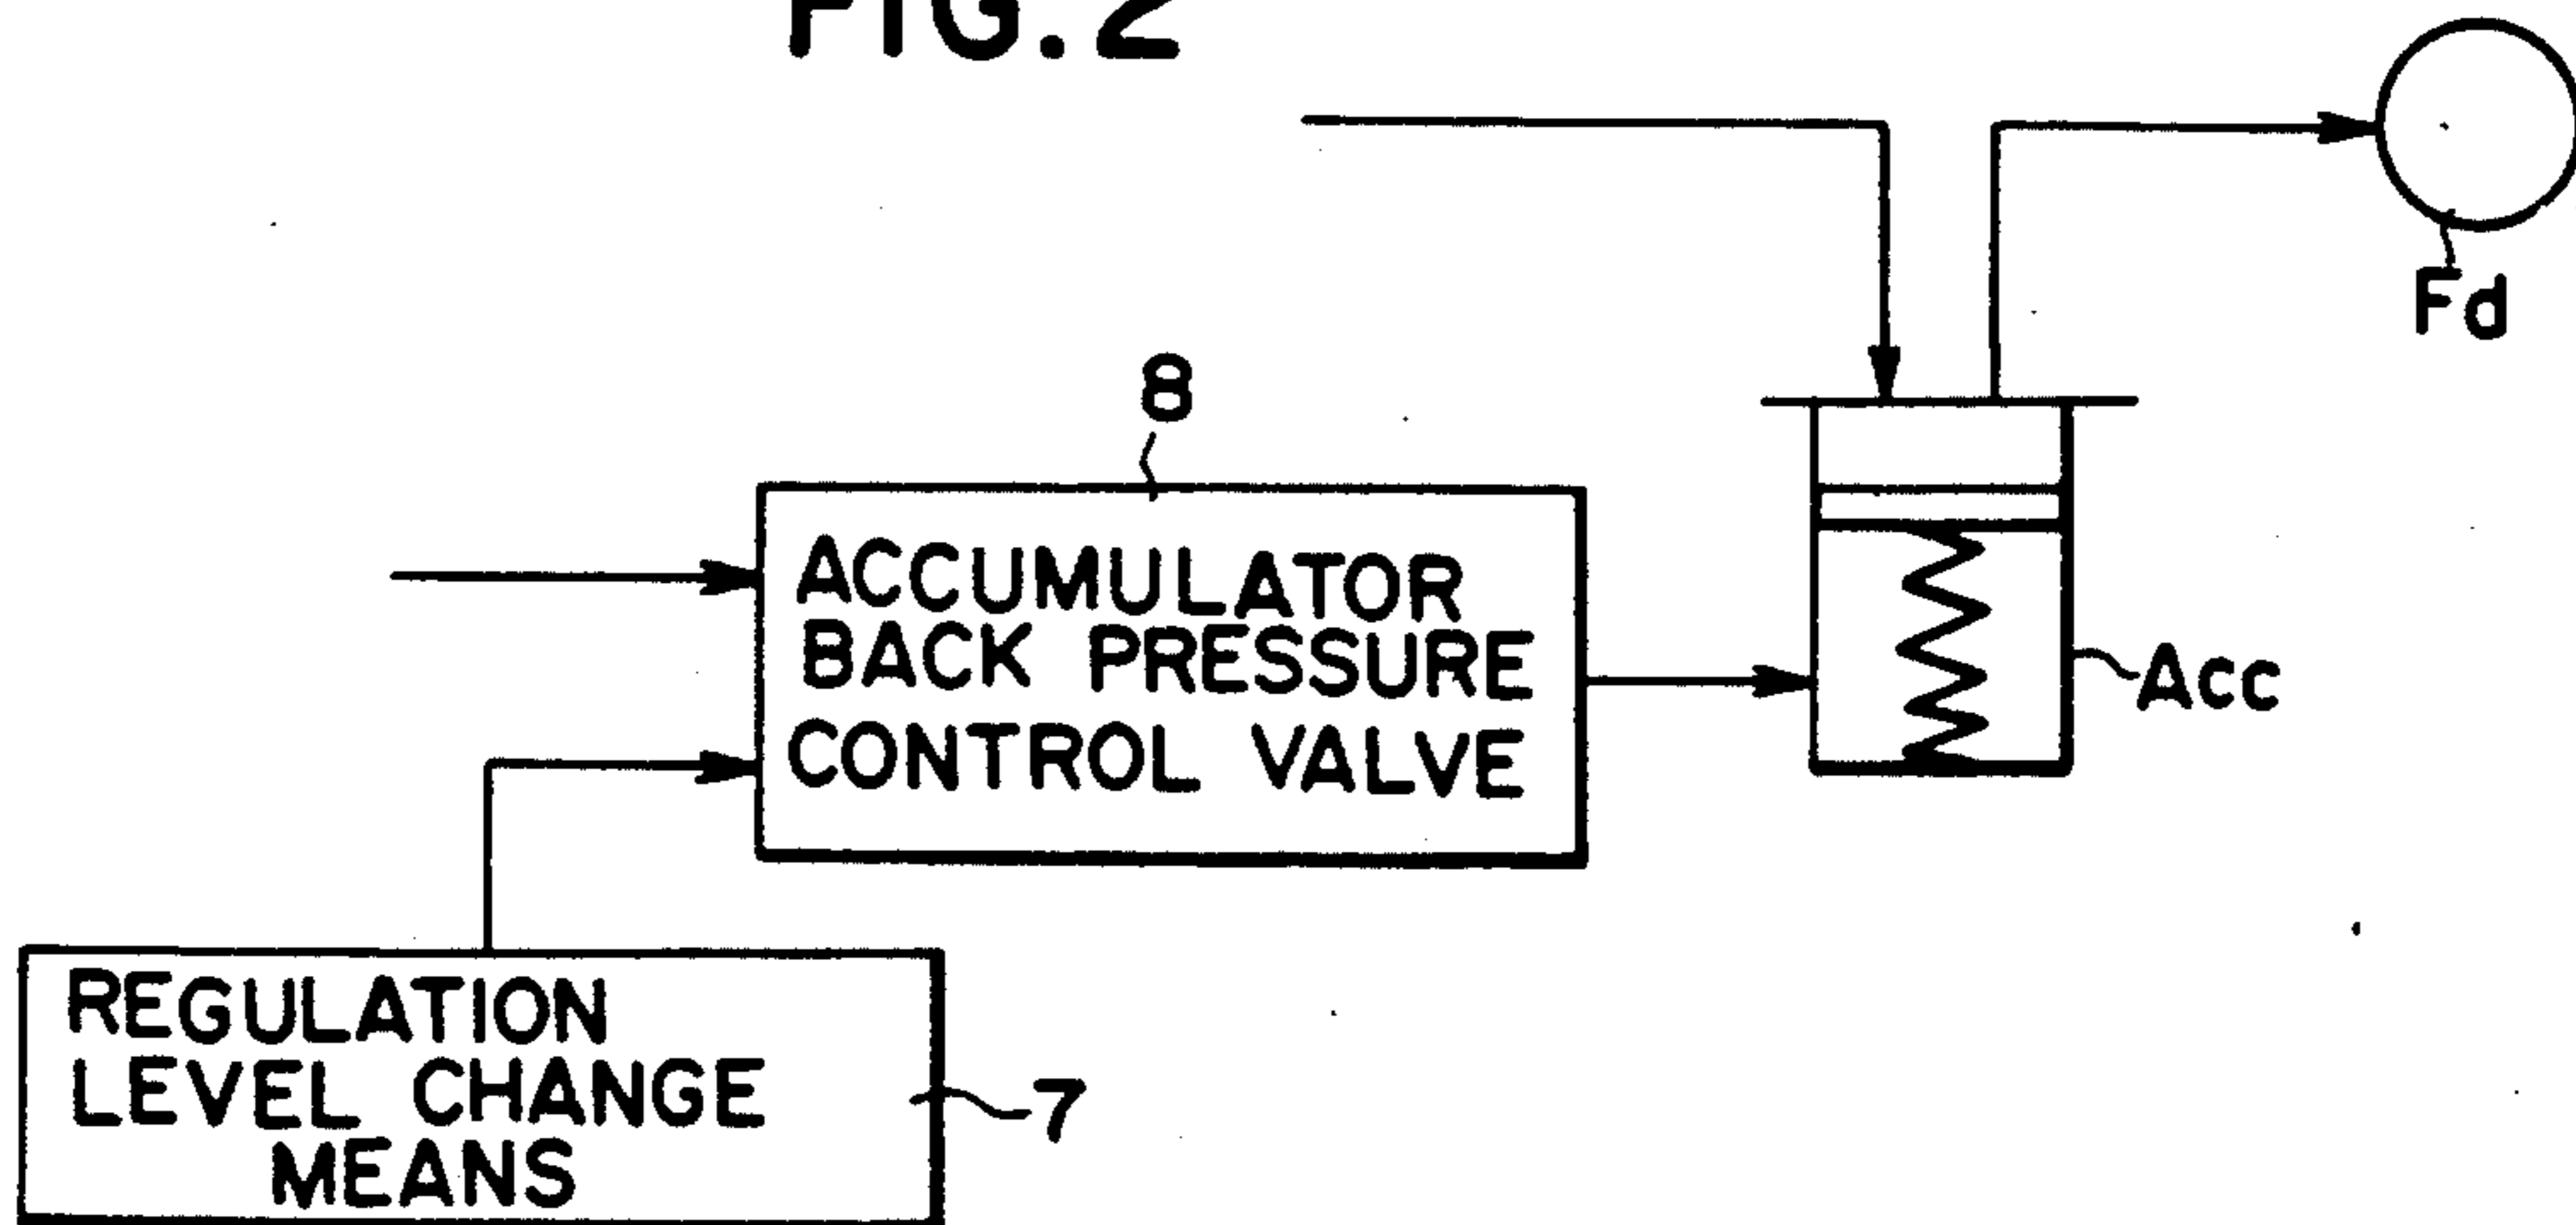 FIG. 2
Fd
8
ACCUMULATOR
BACK PRESSURE
CONTROL VALVE
Acc
REGULATION
LEVEL CHANGE
MEANS
7